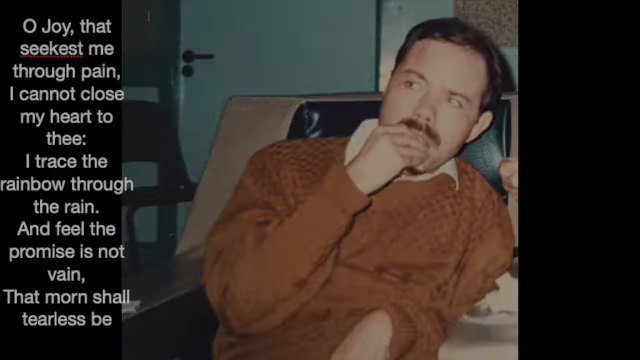 O Joy, that
seekest me
through pain,
I cannot close
my heart to
thee:
I trace the
rainbow through
the rain.
And feel the
promise is not
vain,
That morn shall
tearless be